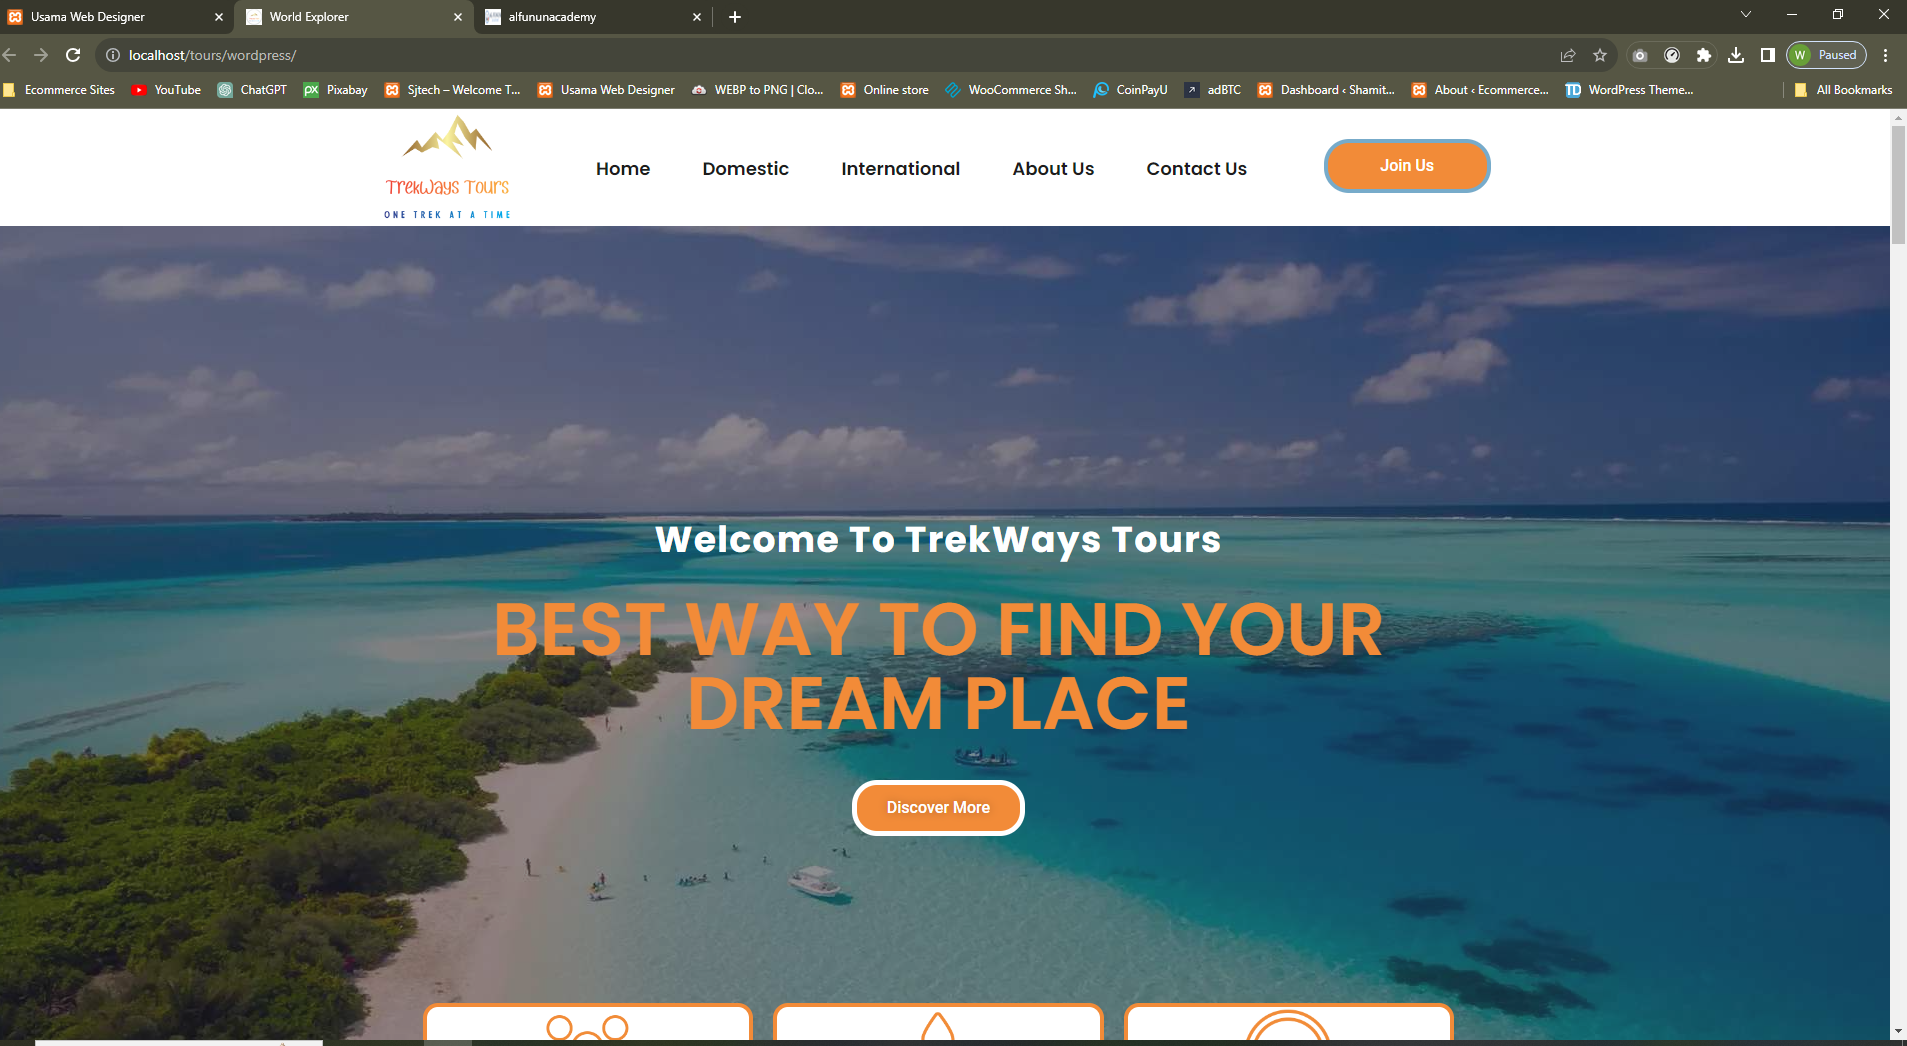 Usama Web Designer
World Explorer
alfununacademy
localhost/tours/wordpress/
W Paused
Ecommerce Sites
YouTube
ChatGPT
px Pixabay
Sjtech – Welcome T...
Usama Web Designer
WEBP to PNG | Clo...
Online store
WooCommerce Sh...
CoinPayU
adBTC
Dashboard ‹ Shamit...
About ‹ Ecommerce...
TD WordPress Theme...
All Bookmarks
TrekWays Tours
ONE TREK AT A TIME
Home
Domestic
International
About Us
Contact Us
Join Us
Welcome To TrekWays Tours
BEST WAY TO FIND YOUR
DREAM PLACE
Discover More